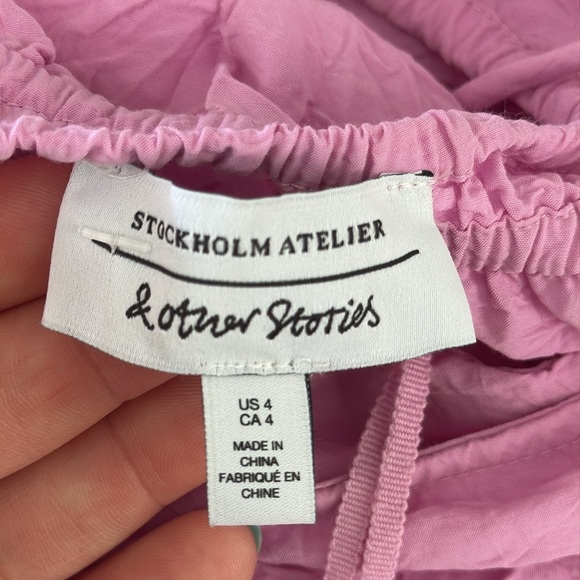 STOCKHOLM ATELIER
& Other Stories
US 4
CA 4
MADE IN
CHINA
FABRIQUÉ EN
CHINE